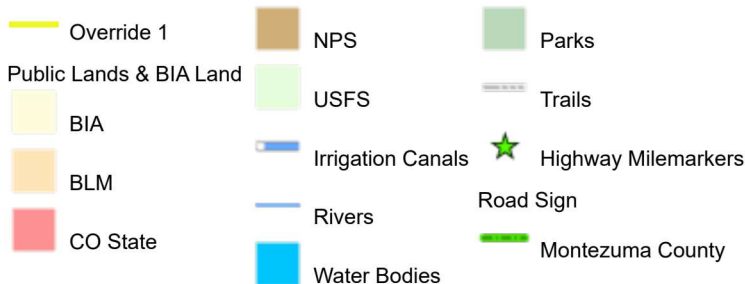 Override 1
Public Lands & BIA Land
BIA
BLM
CO State
NPS
USFS
Irrigation Canals
Rivers
Water Bodies
Parks
Trails
Highway Milemarkers
Road Sign
Montezuma County